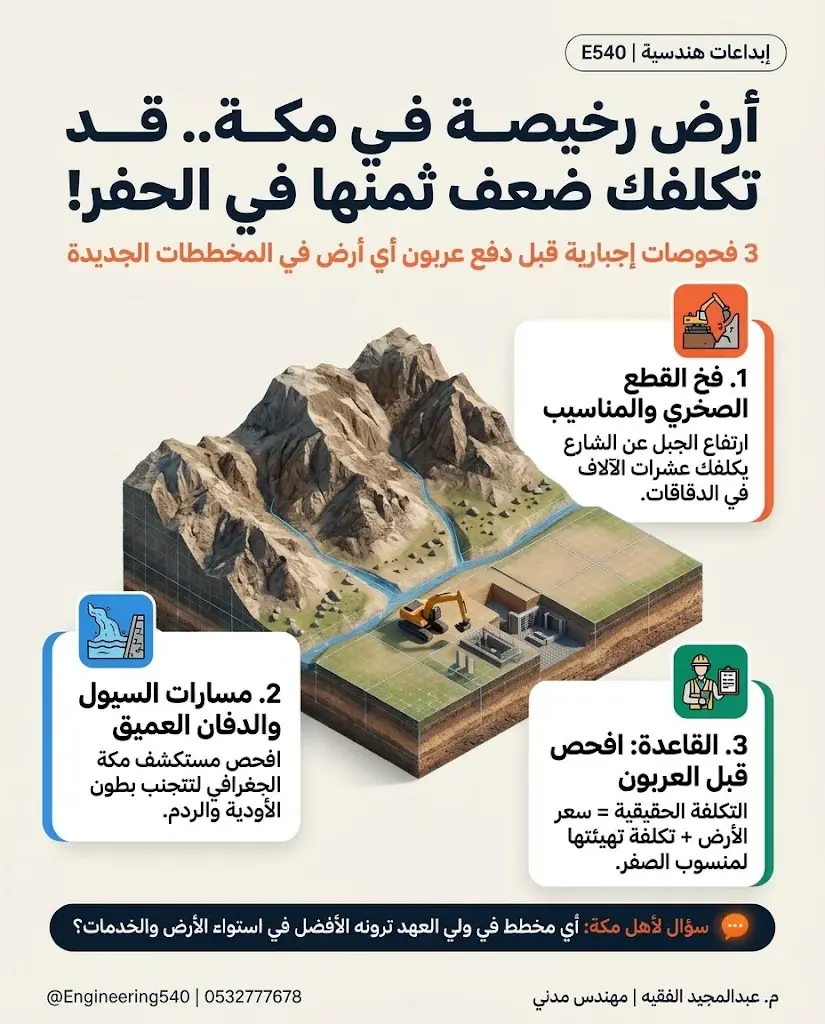 إبداعات هندسية | E540
أرض رخيصة في مكة.. قد
تكلفك ضعف ثمنها في الحفر!
3 فحوصات إجبارية قبل دفع عربون أي أرض في المخططات الجديدة
1. فخ القطع
الصخري والمناسيب
ارتفاع الجبل عن الشارع
يكلفك عشرات الآلاف
في الدقاقات.
2. مسارات السيول
والدفان العميق
افحص مستكشف مكة
الجغرافي لتتجنب بطون
الأودية والردم.
3. القاعدة: افحص
قبل العربون
التكلفة الحقيقية = سعر
الأرض + تكلفة تهيئتها
لمنسوب الصفر.
سؤال لأهل مكة: أي مخطط في ولي العهد ترونه الأفضل في استواء الأرض والخدمات؟
م. عبدالمجيد الفقيه | مهندس مدني
@Engineering540 | 0532777678